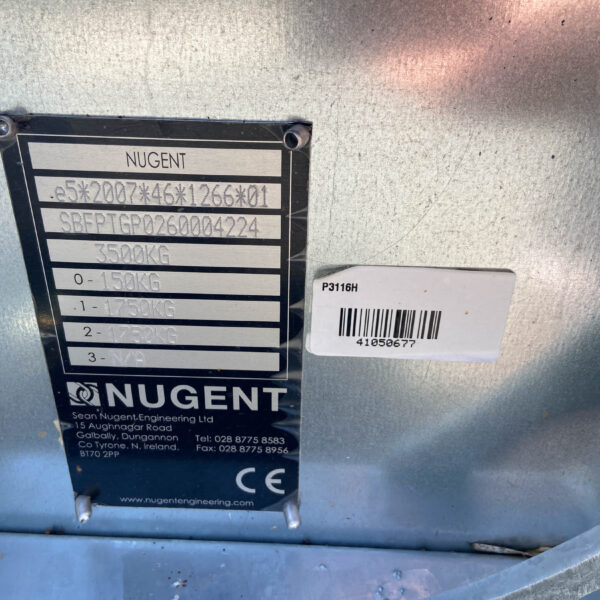 NUGENT
e5*2007*46*1266*01
SBFPTGP0260004224
3500KG
0 - 150KG
1 - 1750KG
2 - 1750KG
3 - N/A
NUGENT
Sean Nugent Engineering Ltd
15 Aughnagar Road
Galbally, Dungannon
Co Tyrone, N. Ireland.
BT70 2PP
Tel: 028 8775 8583
Fax: 028 8775 8956
CE
www.nugentengineering.com
P3116H
41050677